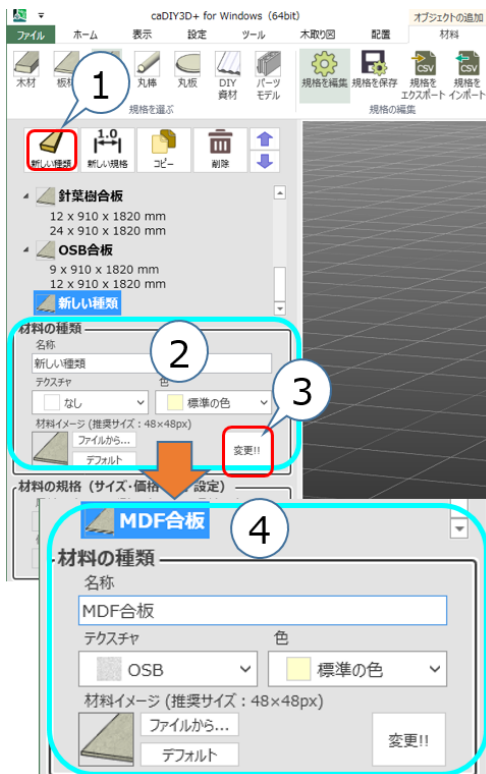 caDIY3D+ for Windows (64bit)
オブジェクトの追加
ファイル ホーム 表示 設定 ツール 木取り図 配置 材料
木材 丸棒 丸板 DIY資材 パーツモデル 規格を編集 規格を保存 規格をエクスポート 規格をインポート
規格を選ぶ 規格の編集
1
1.0
新しい種類 新しい規格 コピー 削除
針葉樹合板
12 x 910 x 1820 mm
24 x 910 x 1820 mm
OSB合板
9 x 910 x 1820 mm
12 x 910 x 1820 mm
新しい種類
材料の種類
2
名称
新しい種類
3
テクスチャ 色
なし 標準の色
材料イメージ (推奨サイズ：48×48px)
ファイルから...
デフォルト
変更!!
材料の規格 (サイズ・価格 設定)
MDF合板
4
材料の種類
名称
MDF合板
テクスチャ 色
OSB 標準の色
材料イメージ (推奨サイズ：48×48px)
ファイルから...
デフォルト
変更!!